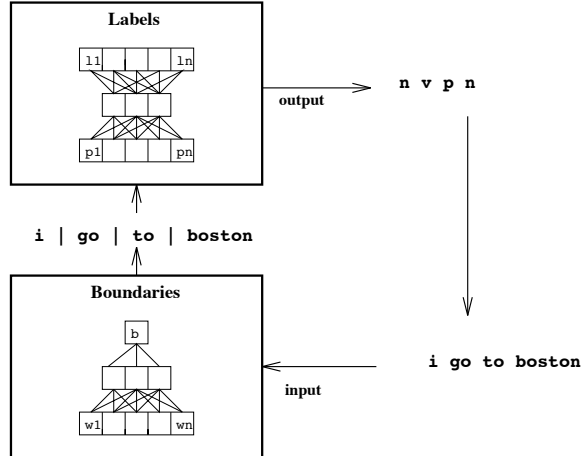 Labels
l1 ln
n v p n
output
p1 pn
i | go | to | boston
Boundaries
b
i go to boston
input
w1 wn